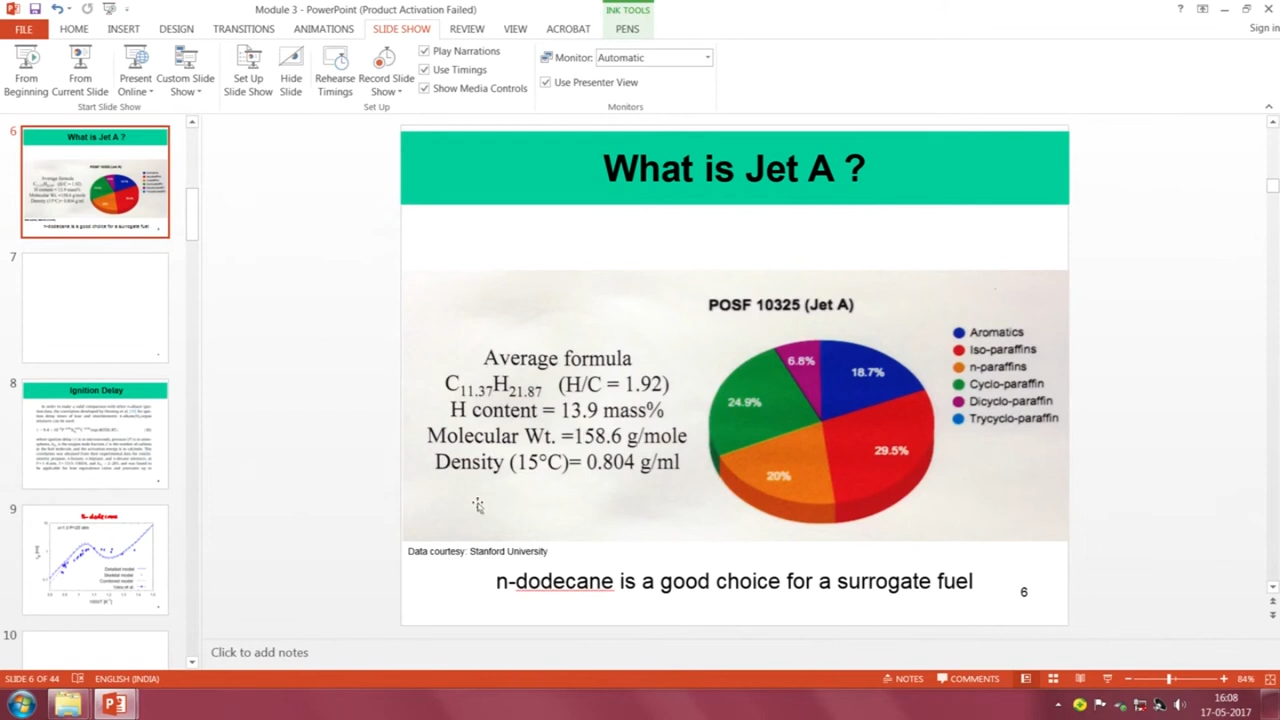 Module 3 - PowerPoint (Product Activation Failed)
INK TOOLS
FILE HOME INSERT DESIGN TRANSITIONS ANIMATIONS SLIDE SHOW REVIEW VIEW ACROBAT PENS
Sign in
From Beginning
From Current Slide
Present Online
Custom Slide Show
Set Up Slide Show
Hide Slide
Rehearse Timings
Record Slide Show
Play Narrations
Use Timings
Show Media Controls
Monitor: Automatic
Use Presenter View
Start Slide Show
Set Up
Monitors
6
What is Jet A ?
n-dodecane is a good choice for a surrogate fuel
7
8
Ignition Delay
9
n-dodecane
10
What is Jet A ?
POSF 10325 (Jet A)
Average formula
C11.37H21.87 (H/C = 1.92)
H content = 13.9 mass%
Molecular Wt. =158.6 g/mole
Density (15°C)= 0.804 g/ml
6.8%
18.7%
24.9%
29.5%
20%
Aromatics
Iso-paraffins
n-paraffins
Cyclo-paraffin
Dicyclo-paraffin
Trycyclo-paraffin
Data courtesy: Stanford University
n-dodecane is a good choice for a surrogate fuel
6
Click to add notes
SLIDE 6 OF 44
ENGLISH (INDIA)
NOTES
COMMENTS
84%
16:08
17-05-2017